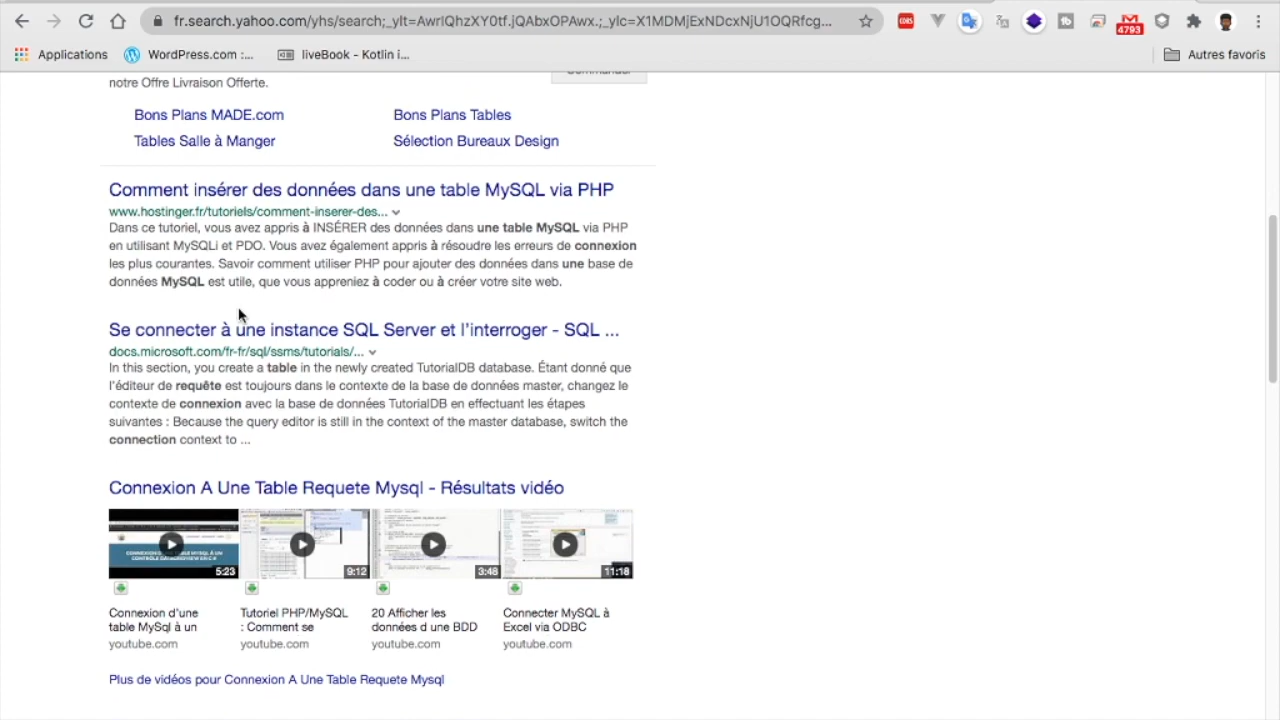 fr.search.yahoo.com/yhs/search;_ylt=AwrIQhzXY0tf.jQAbxOPAwx.;_ylc=X1MDMjExNDcxNjU1OQRfcg...
CORS
4793
Applications
WordPress.com :...
liveBook - Kotlin i...
Autres favoris
notre Offre Livraison Offerte.
Commander
Bons Plans MADE.com
Bons Plans Tables
Tables Salle à Manger
Sélection Bureaux Design
Comment insérer des données dans une table MySQL via PHP
www.hostinger.fr/tutoriels/comment-inserer-des...
Dans ce tutoriel, vous avez appris à INSÉRER des données dans une table MySQL via PHP
en utilisant MySQLi et PDO. Vous avez également appris à résoudre les erreurs de connexion
les plus courantes. Savoir comment utiliser PHP pour ajouter des données dans une base de
données MySQL est utile, que vous appreniez à coder ou à créer votre site web.
Se connecter à une instance SQL Server et l'interroger - SQL ...
docs.microsoft.com/fr-fr/sql/ssms/tutorials/...
In this section, you create a table in the newly created TutorialDB database. Étant donné que
l'éditeur de requête est toujours dans le contexte de la base de données master, changez le
contexte de connexion avec la base de données TutorialDB en effectuant les étapes
suivantes : Because the query editor is still in the context of the master database, switch the
connection context to ...
Connexion A Une Table Requete Mysql - Résultats vidéo
5:23
9:12
3:48
11:18
Connexion d'une
table MySql à un
youtube.com
Tutoriel PHP/MySQL
: Comment se
youtube.com
20 Afficher les
données d une BDD
youtube.com
Connecter MySQL à
Excel via ODBC
youtube.com
Plus de vidéos pour Connexion A Une Table Requete Mysql